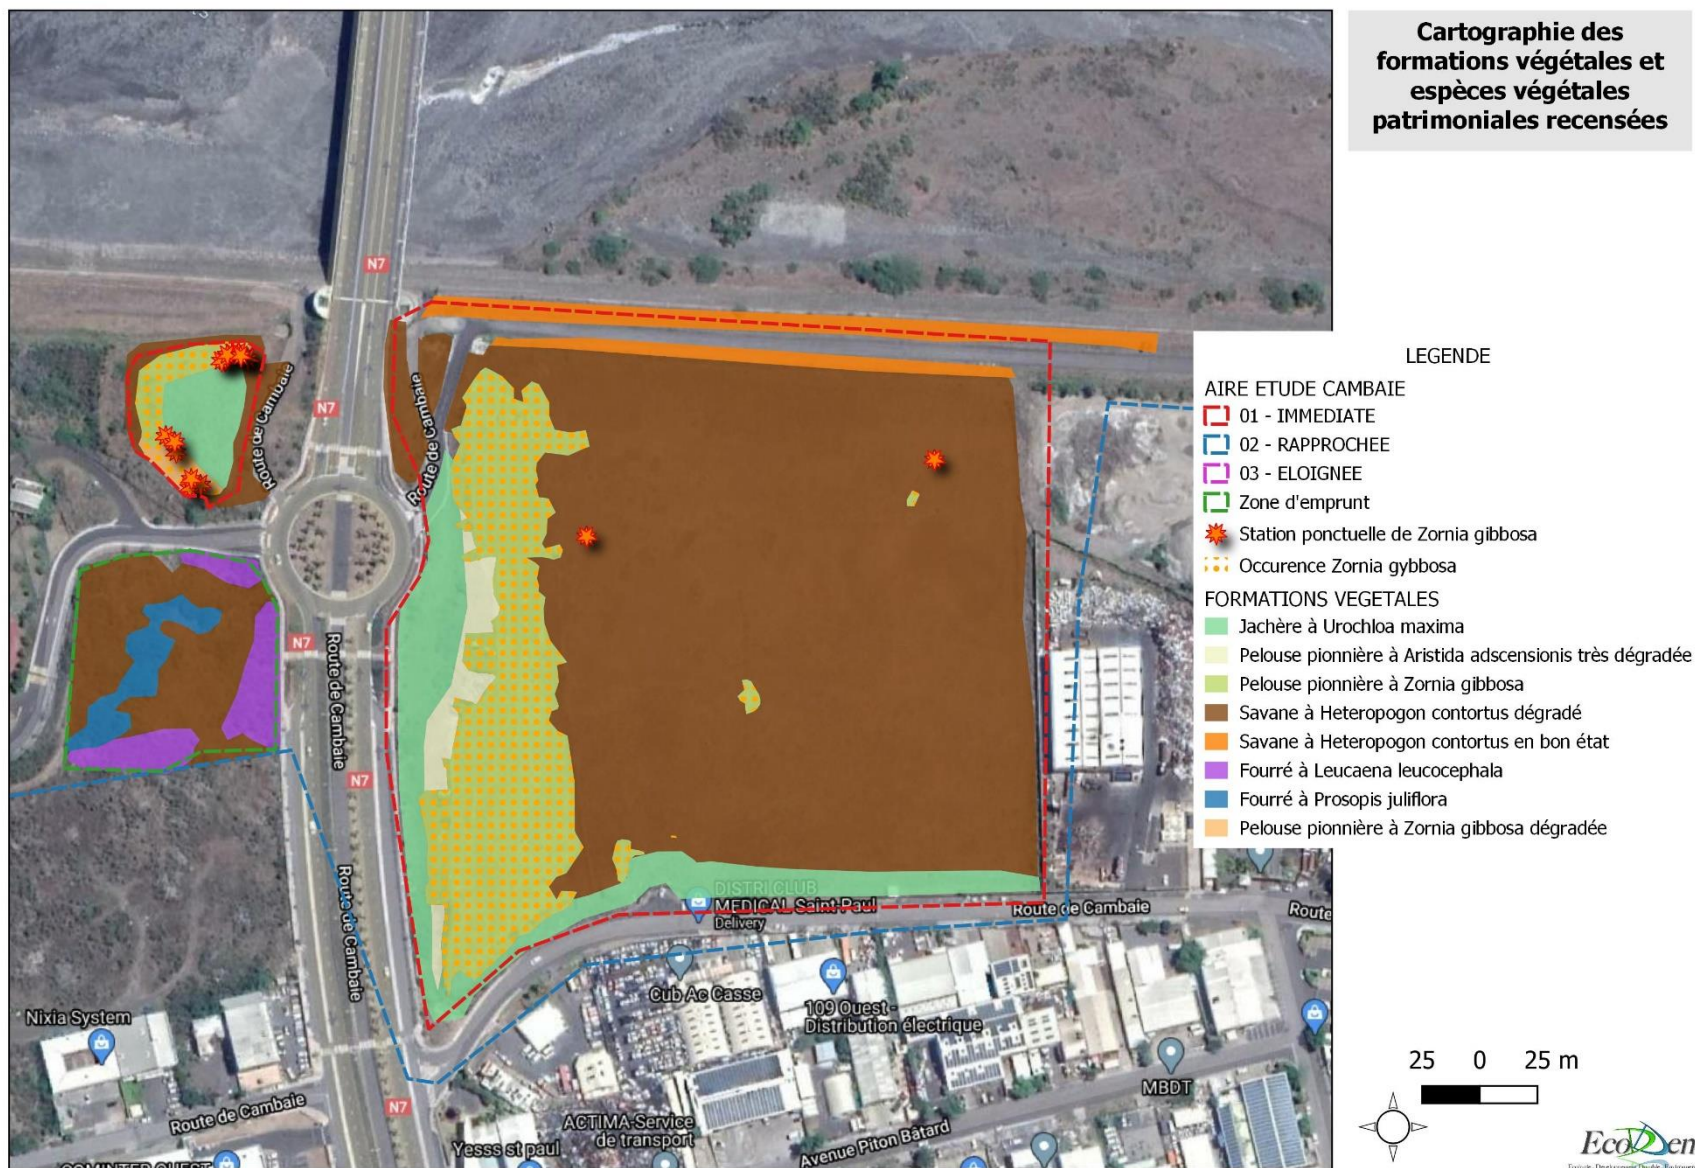 Cartographie des
formations végétales et
espèces végétales
patrimoniales recensées
N7
N7
Route de Cambaie
Route de Cambaie
N7
Route de Cambaie
N7
Route de Cambaie
DISTRI CLUB
MEDICAL Saint-Paul
Delivery
Route de Cambaie
Route
Cub Ac Casse
109 Ouest -
Distribution électrique
Nixia System
MBDT
Route de Cambaie
N7
ACTIMA-Service
de transport
Yesss st paul
Avenue Piton Bâtard
COMINTER OUEST
LEGENDE
AIRE ETUDE CAMBAIE
01 - IMMEDIATE
02 - RAPPROCHEE
03 - ELOIGNEE
Zone d'emprunt
Station ponctuelle de Zornia gibbosa
Occurence Zornia gybbosa
FORMATIONS VEGETALES
Jachère à Urochloa maxima
Pelouse pionnière à Aristida adscensionis très dégradée
Pelouse pionnière à Zornia gibbosa
Savane à Heteropogon contortus dégradé
Savane à Heteropogon contortus en bon état
Fourré à Leucaena leucocephala
Fourré à Prosopis juliflora
Pelouse pionnière à Zornia gibbosa dégradée
25 0 25 m
EcoDen